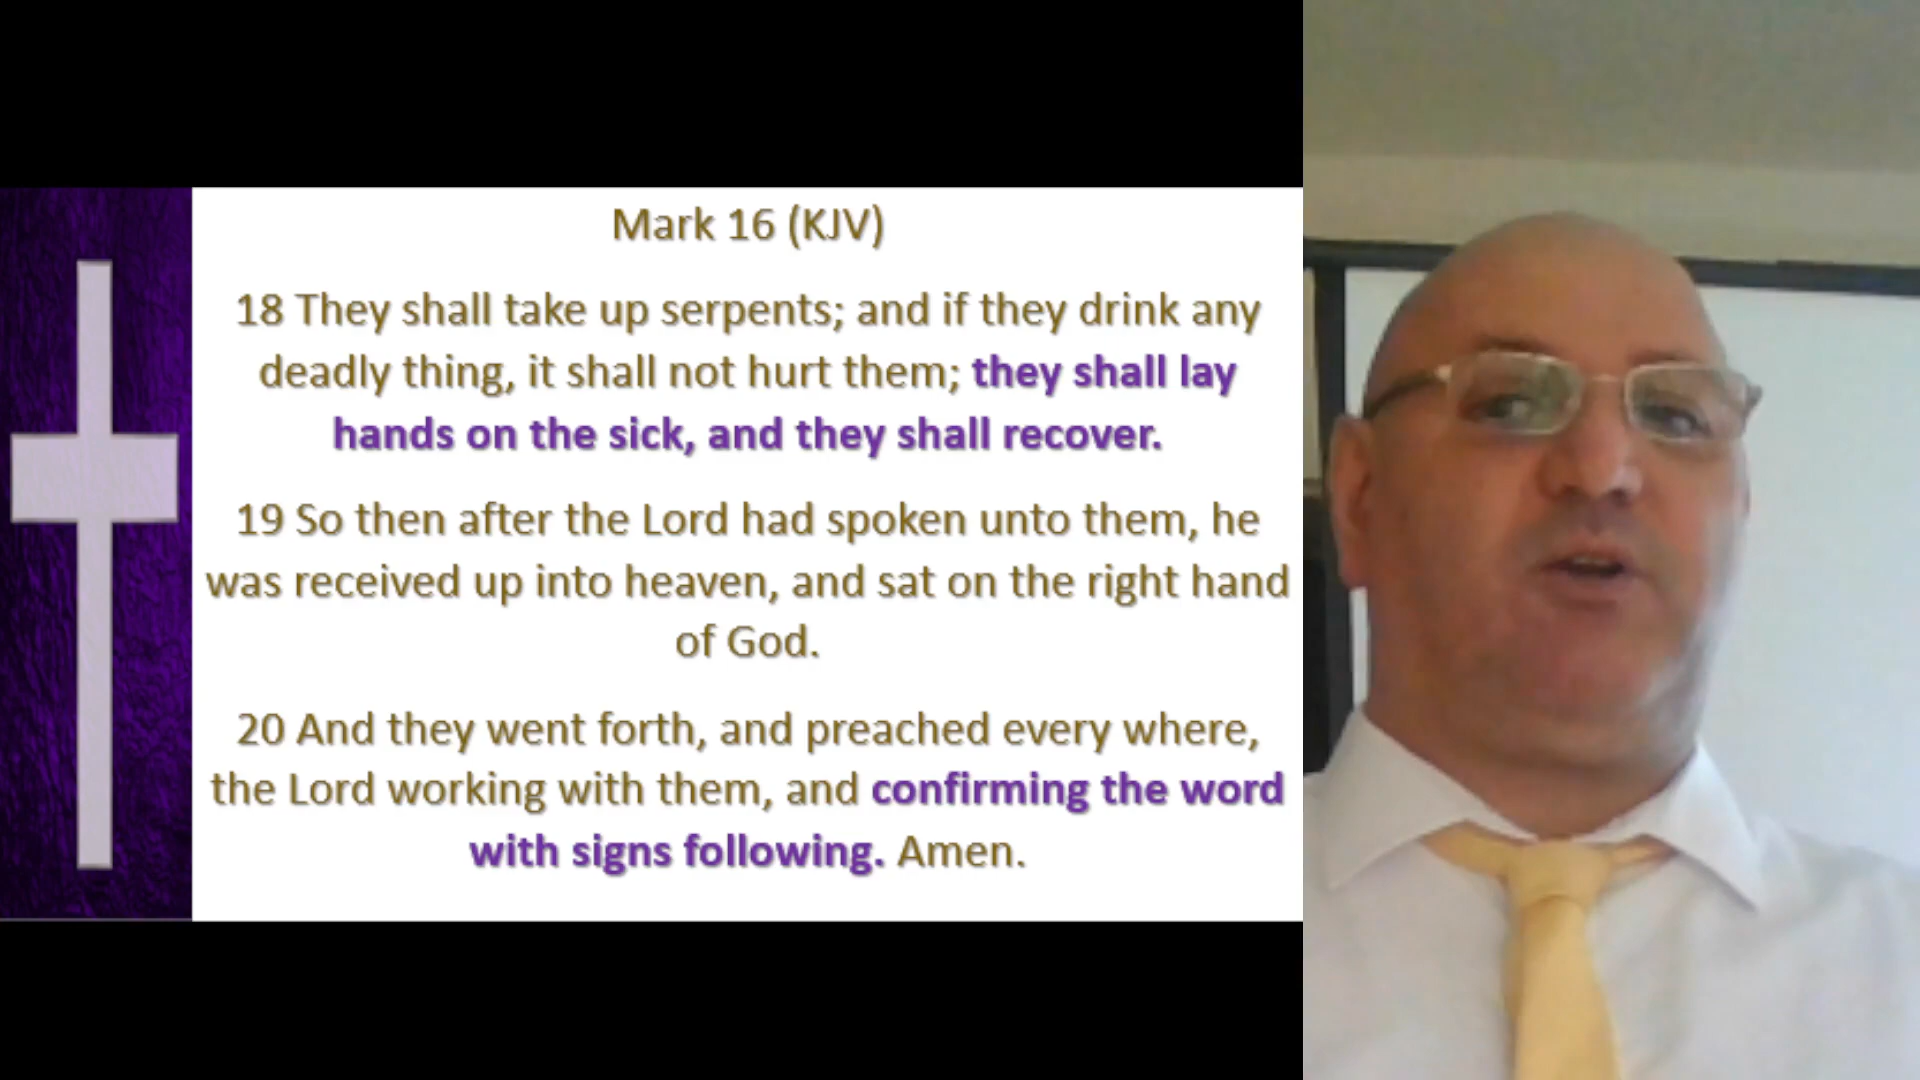 Mark 16 (KJV)
18 They shall take up serpents; and if they drink any
deadly thing, it shall not hurt them; they shall lay
hands on the sick, and they shall recover.
19 So then after the Lord had spoken unto them, he
was received up into heaven, and sat on the right hand
of God.
20 And they went forth, and preached every where,
the Lord working with them, and confirming the word
with signs following. Amen.